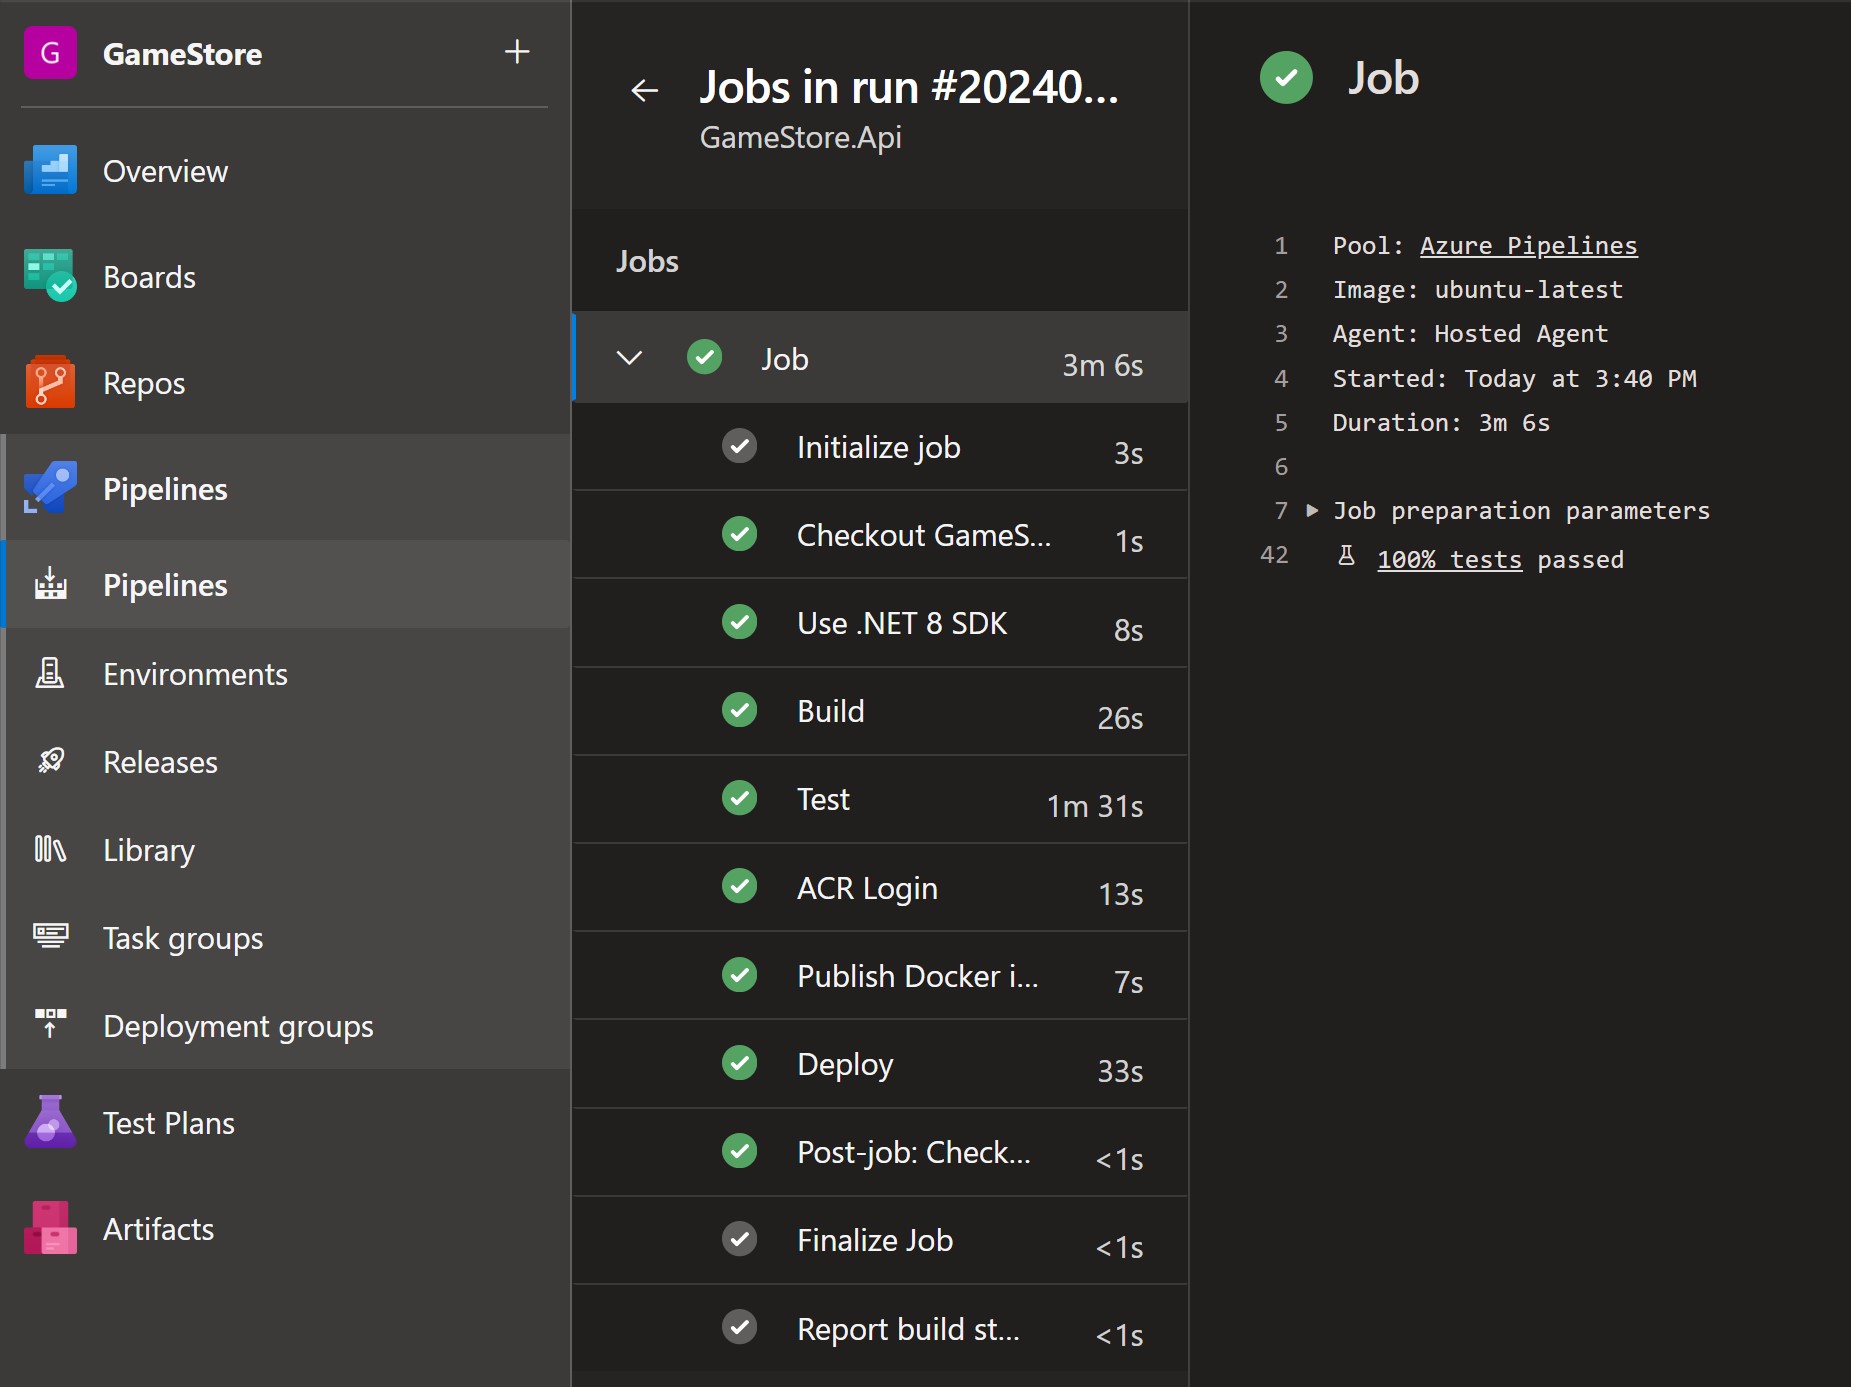 G GameStore +
Overview
Boards
Repos
Pipelines
Pipelines
Environments
Releases
Library
Task groups
Deployment groups
Test Plans
Artifacts
Jobs in run #20240...
GameStore.Api
Jobs
Job 3m 6s
Initialize job 3s
Checkout GameS... 1s
Use .NET 8 SDK 8s
Build 26s
Test 1m 31s
ACR Login 13s
Publish Docker i... 7s
Deploy 33s
Post-job: Check... <1s
Finalize Job <1s
Report build st... <1s
Job
1 Pool: Azure Pipelines
2 Image: ubuntu-latest
3 Agent: Hosted Agent
4 Started: Today at 3:40 PM
5 Duration: 3m 6s
6
7 Job preparation parameters
42 100% tests passed